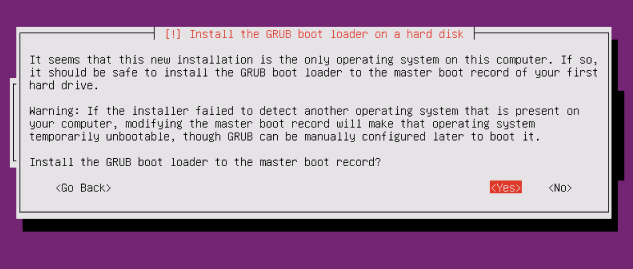 [!] Install the GRUB boot loader on a hard disk
It seems that this new installation is the only operating system on this computer. If so,
it should be safe to install the GRUB boot loader to the master boot record of your first
hard drive.
Warning: If the installer failed to detect another operating system that is present on
your computer, modifying the master boot record will make that operating system
temporarily unbootable, though GRUB can be manually configured later to boot it.
Install the GRUB boot loader to the master boot record?
<Go Back> <Yes> <No>